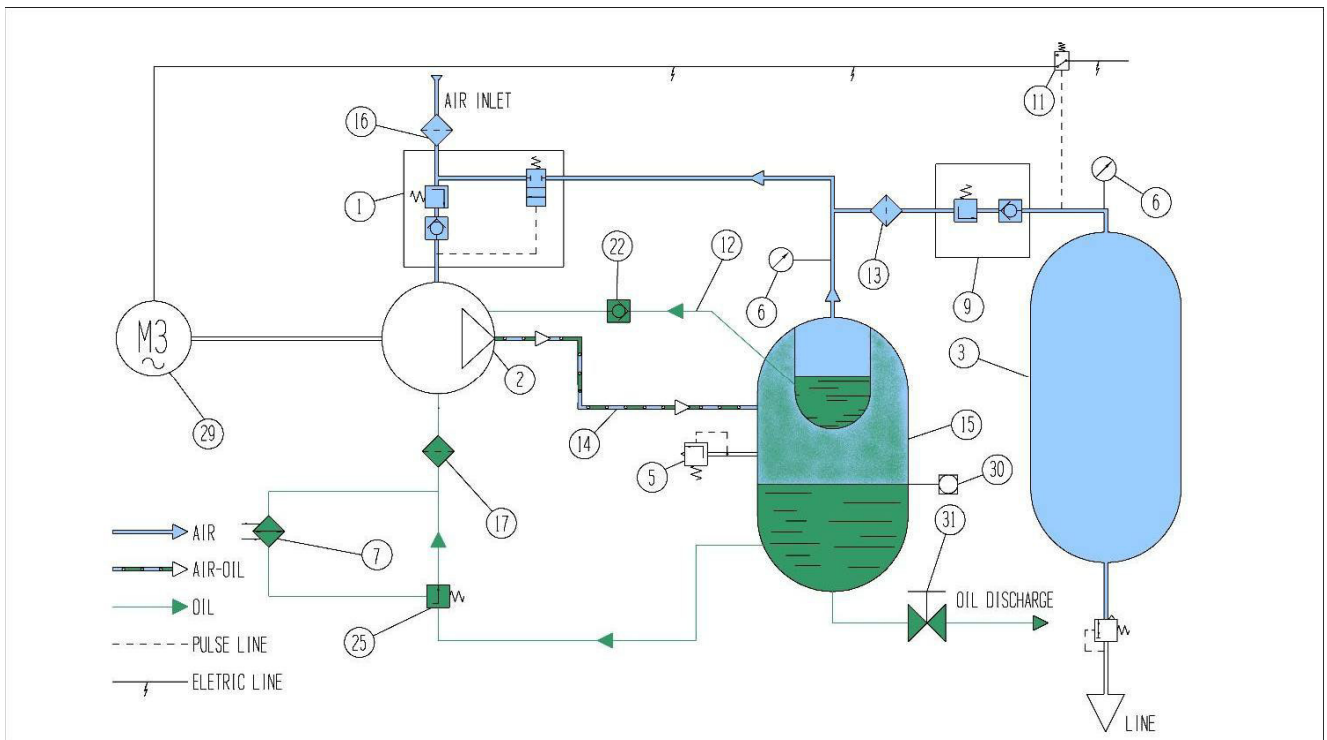 11
AIR INLET
16
1
6
22
12
6
13
9
M3
~
2
3
29
14
15
5
30
17
31
AIR
7
AIR-OIL
OIL
OIL DISCHARGE
25
PULSE LINE
ELETRIC LINE
LINE